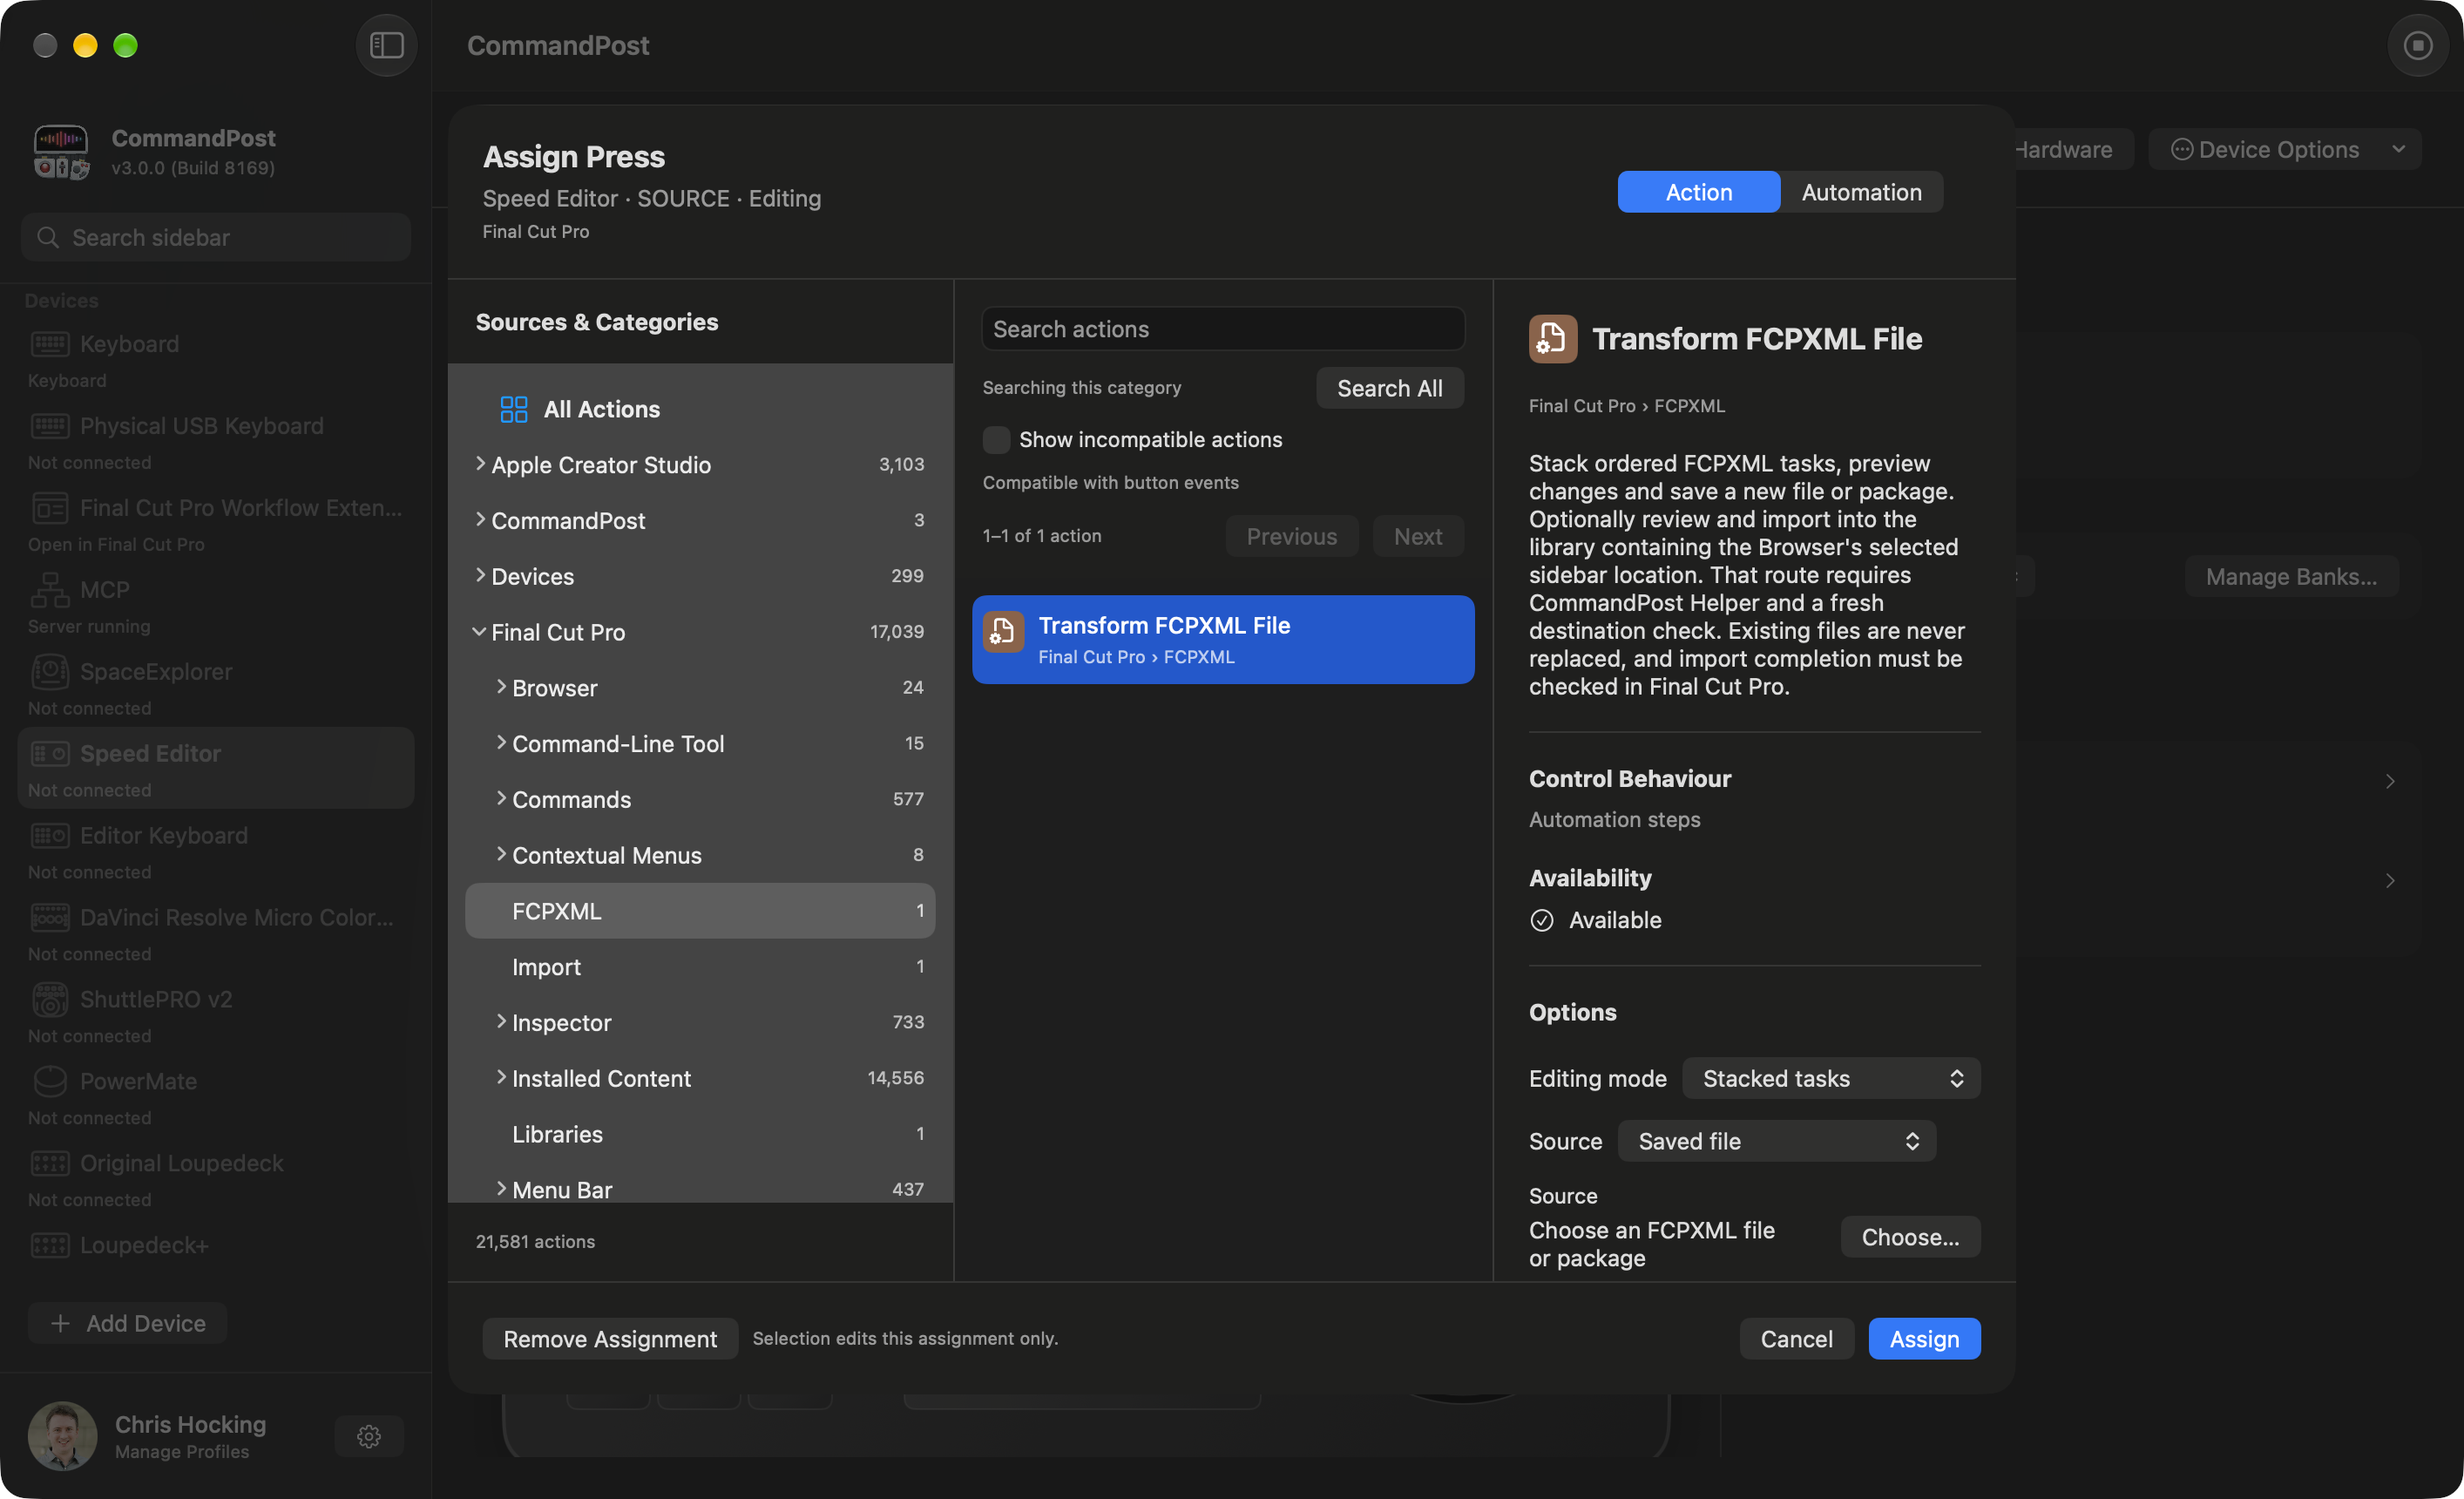 CommandPost
CommandPost
v3.0.0 (Build 8169)
Search sidebar
Devices
Keyboard
Keyboard
Physical USB Keyboard
Not connected
Final Cut Pro Workflow Exten...
Open in Final Cut Pro
MCP
Server running
SpaceExplorer
Not connected
Speed Editor
Not connected
Editor Keyboard
Not connected
DaVinci Resolve Micro Color...
Not connected
ShuttlePRO v2
Not connected
PowerMate
Not connected
Original Loupedeck
Not connected
Loupedeck+
Add Device
Chris Hocking
Manage Profiles
Hardware
Device Options
Manage Banks...
Assign Press
Speed Editor · SOURCE · Editing
Final Cut Pro
Action
Automation
Sources & Categories
All Actions
Apple Creator Studio 3,103
CommandPost 3
Devices 299
Final Cut Pro 17,039
Browser 24
Command-Line Tool 15
Commands 577
Contextual Menus 8
FCPXML 1
Import 1
Inspector 733
Installed Content 14,556
Libraries 1
Menu Bar 437
21,581 actions
Search actions
Searching this category
Search All
Show incompatible actions
Compatible with button events
1–1 of 1 action
Previous
Next
Transform FCPXML File
Final Cut Pro › FCPXML
Transform FCPXML File
Final Cut Pro › FCPXML
Stack ordered FCPXML tasks, preview
changes and save a new file or package.
Optionally review and import into the
library containing the Browser's selected
sidebar location. That route requires
CommandPost Helper and a fresh
destination check. Existing files are never
replaced, and import completion must be
checked in Final Cut Pro.
Control Behaviour
Automation steps
Availability
Available
Options
Editing mode Stacked tasks
Source Saved file
Source
Choose an FCPXML file
or package
Choose...
Remove Assignment
Selection edits this assignment only.
Cancel
Assign